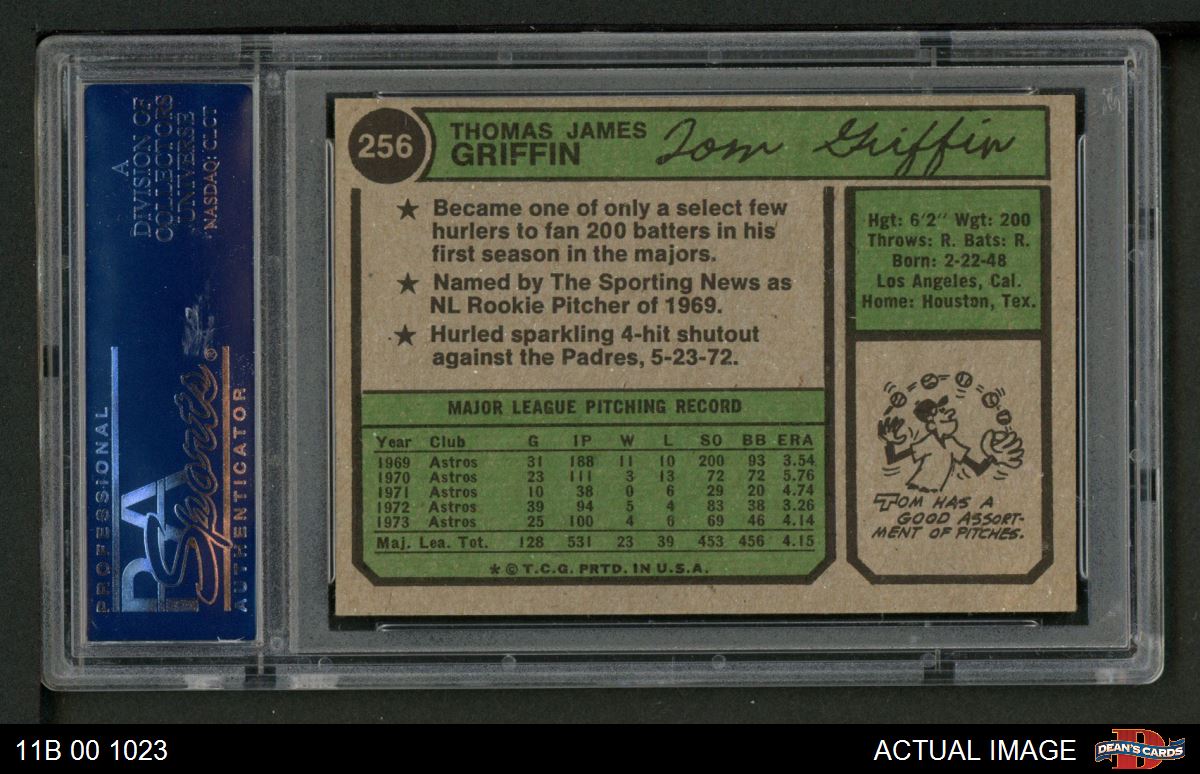 A
DIVISION OF
COLLECTORS
UNIVERSE
NASDAQ: CLCT
PROFESSIONAL
PSA
Sports®
AUTHENTICATOR
256
THOMAS JAMES
GRIFFIN
Tom Griffin
★ Became one of only a select few
hurlers to fan 200 batters in his
first season in the majors.
★ Named by The Sporting News as
NL Rookie Pitcher of 1969.
★ Hurled sparkling 4-hit shutout
against the Padres, 5-23-72.
Hgt: 6'2" Wgt: 200
Throws: R. Bats: R.
Born: 2-22-48
Los Angeles, Cal.
Home: Houston, Tex.
MAJOR LEAGUE PITCHING RECORD
Year Club G IP W L SO BB ERA
1969 Astros 31 188 11 10 200 93 3.54
1970 Astros 23 111 3 13 72 72 5.76
1971 Astros 10 38 0 6 29 20 4.74
1972 Astros 39 94 5 4 83 38 3.26
1973 Astros 25 100 4 6 69 46 4.14
Maj. Lea. Tot. 128 531 23 39 453 456 4.15
* © T.C.G. PRTD. IN U.S.A.
TOM HAS A
GOOD ASSORT-
MENT OF PITCHES.
11B 00 1023
ACTUAL IMAGE
DEAN'S CARDS